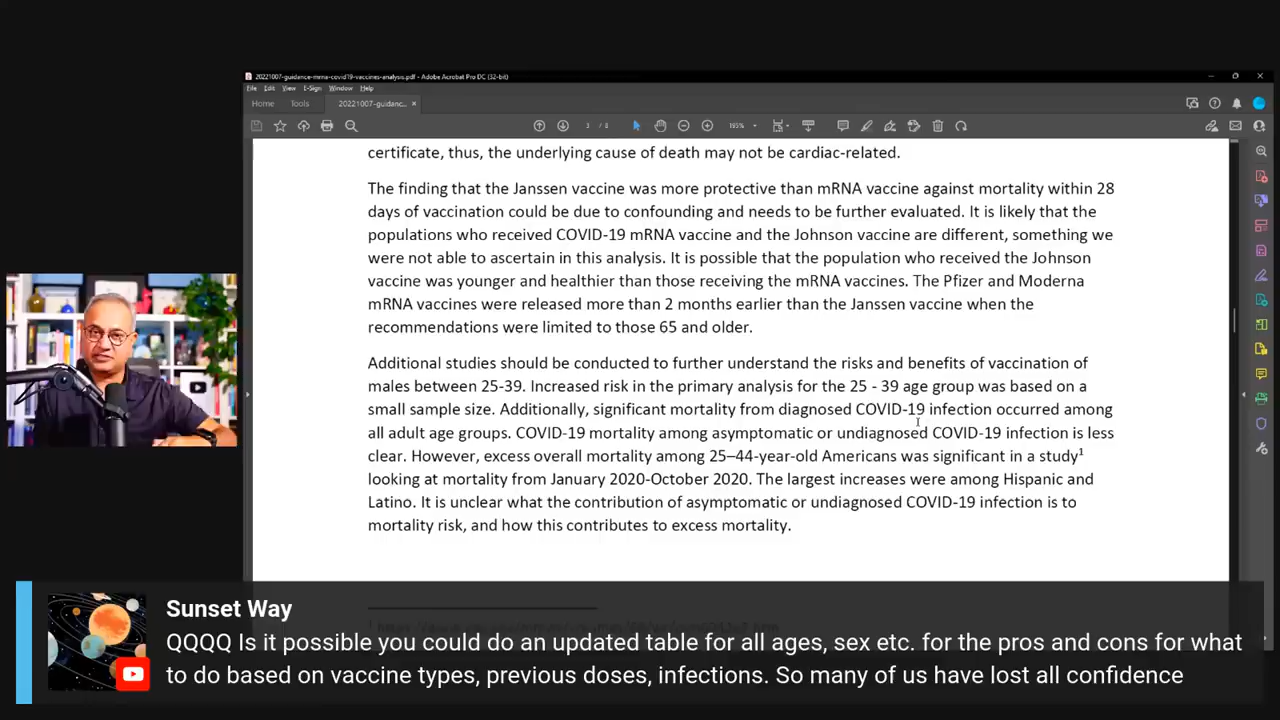 20221007-guidance-mrna-covid19-vaccines-analysis.pdf - Adobe Acrobat Pro DC (32-bit)
File Edit View E-Sign Window Help
Home Tools 20221007-guidanc... ×
3 / 8 195%
certificate, thus, the underlying cause of death may not be cardiac-related.
The finding that the Janssen vaccine was more protective than mRNA vaccine against mortality within 28
days of vaccination could be due to confounding and needs to be further evaluated. It is likely that the
populations who received COVID-19 mRNA vaccine and the Johnson vaccine are different, something we
were not able to ascertain in this analysis. It is possible that the population who received the Johnson
vaccine was younger and healthier than those receiving the mRNA vaccines. The Pfizer and Moderna
mRNA vaccines were released more than 2 months earlier than the Janssen vaccine when the
recommendations were limited to those 65 and older.
Additional studies should be conducted to further understand the risks and benefits of vaccination of
males between 25-39. Increased risk in the primary analysis for the 25 - 39 age group was based on a
small sample size. Additionally, significant mortality from diagnosed COVID-19 infection occurred among
all adult age groups. COVID-19 mortality among asymptomatic or undiagnosed COVID-19 infection is less
clear. However, excess overall mortality among 25–44-year-old Americans was significant in a study¹
looking at mortality from January 2020-October 2020. The largest increases were among Hispanic and
Latino. It is unclear what the contribution of asymptomatic or undiagnosed COVID-19 infection is to
mortality risk, and how this contributes to excess mortality.
Sunset Way
QQQQ Is it possible you could do an updated table for all ages, sex etc. for the pros and cons for what
to do based on vaccine types, previous doses, infections. So many of us have lost all confidence